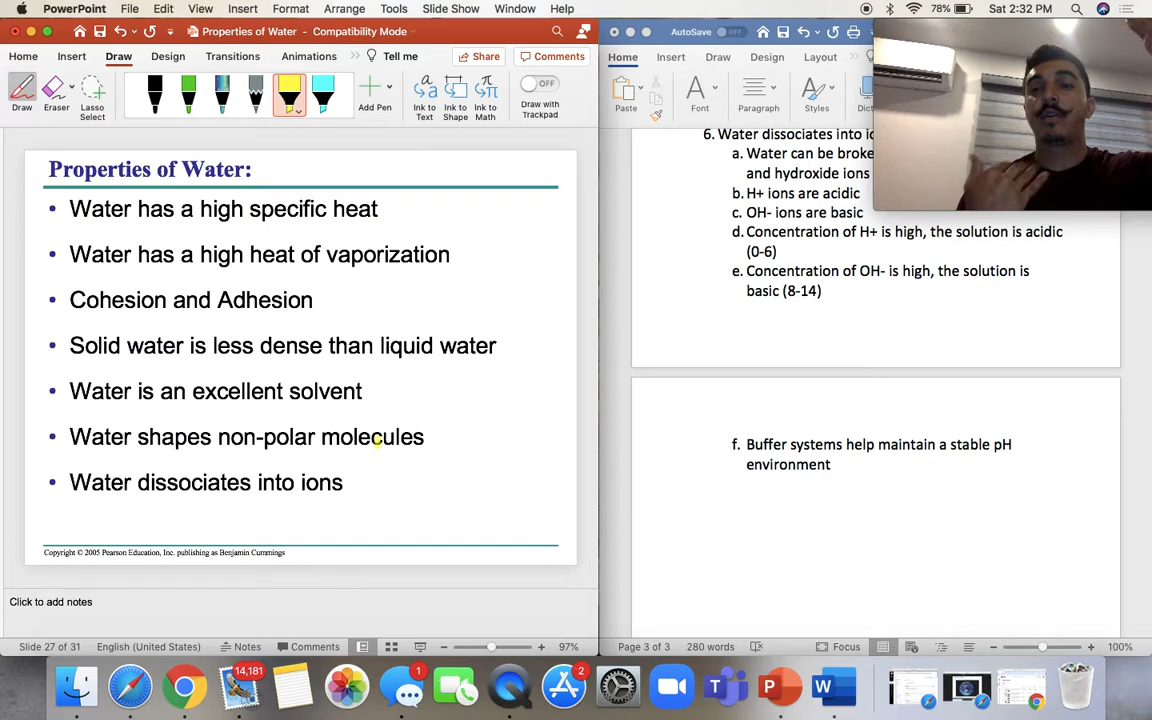 PowerPoint File Edit View Insert Format Arrange Tools Slide Show Window Help 78% Sat 2:32 PM
Properties of Water - Compatibility Mode
AutoSave OFF
Home Insert Draw Design Transitions Animations Tell me Share Comments
Home Insert Draw Design Layout
Draw Eraser Lasso Select Add Pen Ink to Text Ink to Shape Ink to Math OFF Draw with Trackpad
Paste Font Paragraph Styles
Properties of Water:
• Water has a high specific heat
• Water has a high heat of vaporization
• Cohesion and Adhesion
• Solid water is less dense than liquid water
• Water is an excellent solvent
• Water shapes non-polar molecules
• Water dissociates into ions
Copyright © 2005 Pearson Education, Inc. publishing as Benjamin Cummings
Click to add notes
Slide 27 of 31 English (United States) Notes Comments 97%
6. Water dissociates into
a. Water can be broke
and hydroxide ions
b. H+ ions are acidic
c. OH- ions are basic
d. Concentration of H+ is high, the solution is acidic
(0-6)
e. Concentration of OH- is high, the solution is
basic (8-14)
f. Buffer systems help maintain a stable pH
environment
Page 3 of 3 280 words Focus 100%
14,181 1 2